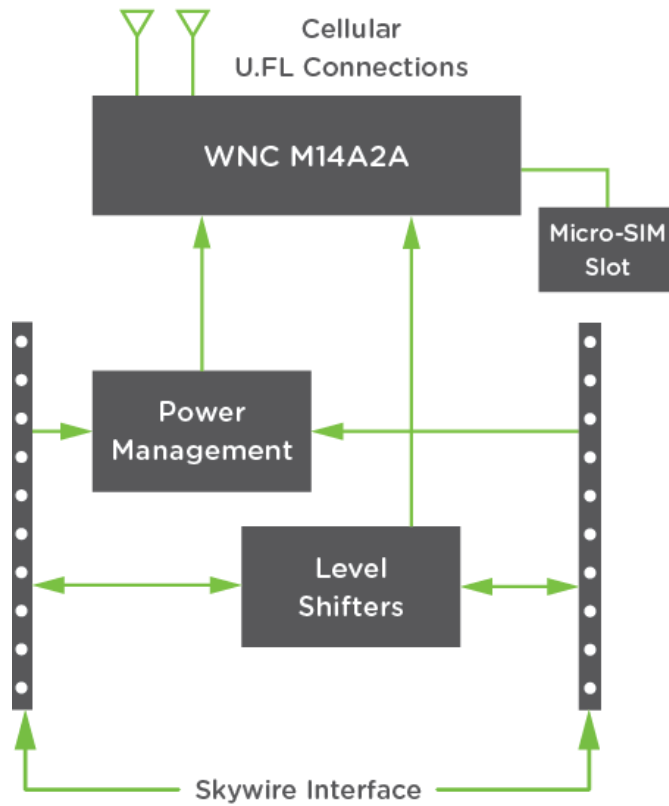 Cellular
U.FL Connections
WNC M14A2A
Micro-SIM
Slot
Power
Management
Level
Shifters
Skywire Interface